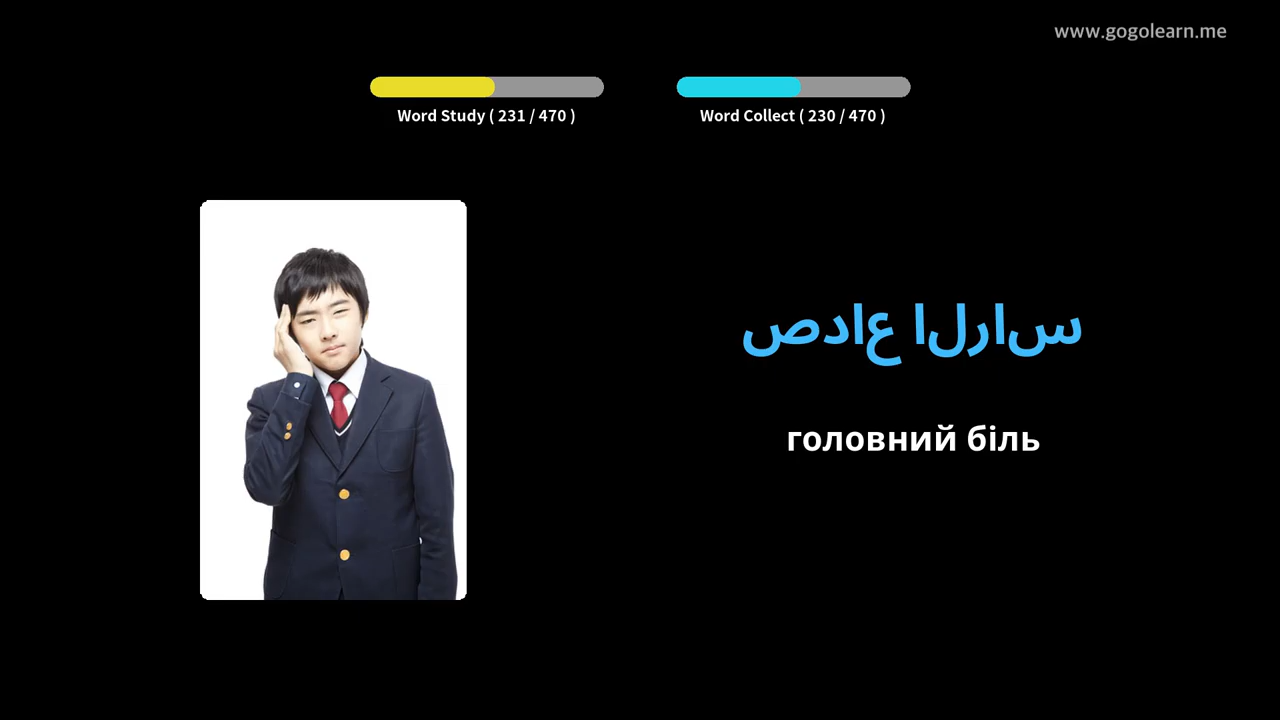 www.gogolearn.me
Word Study ( 231 / 470 )
Word Collect ( 230 / 470 )
صداع الراس
головний біль